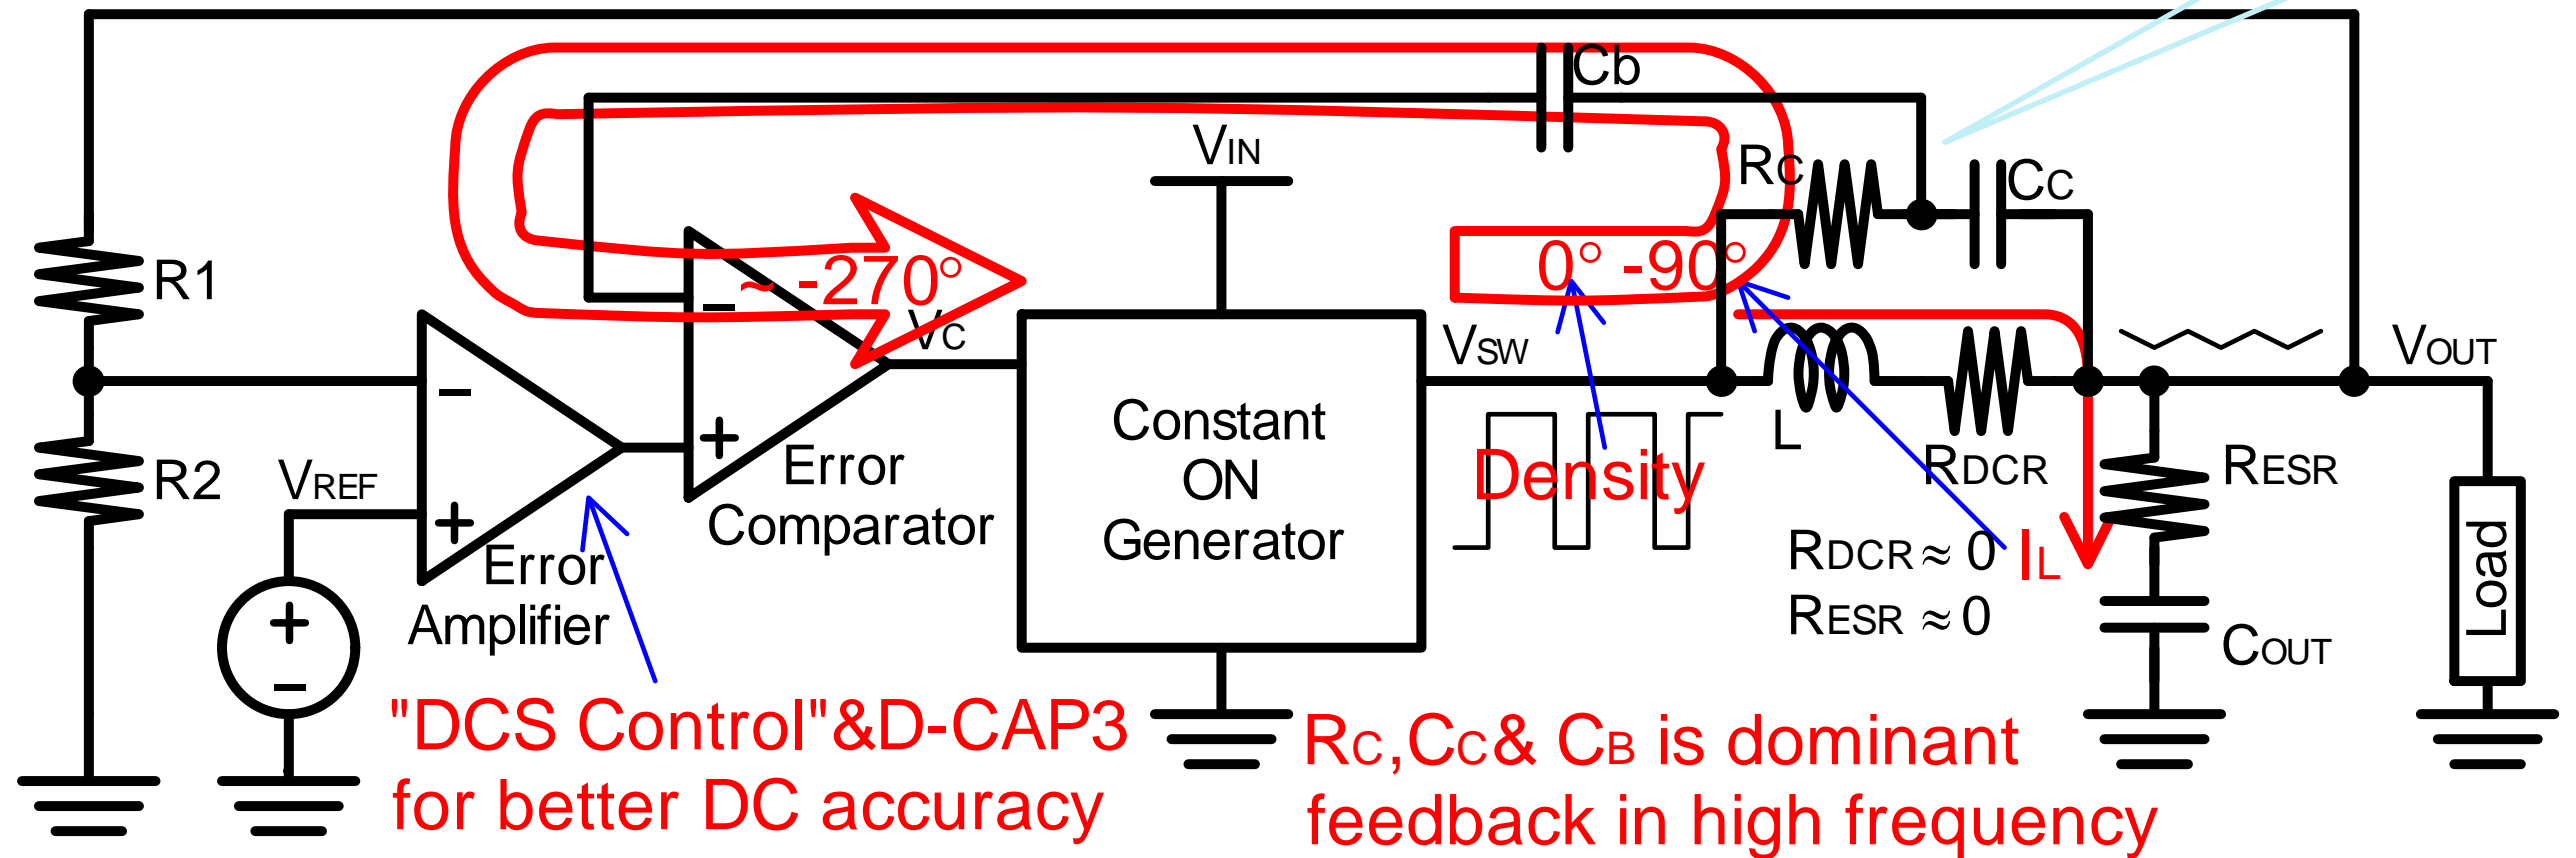 Cb
VIN
RC
CC
R1
~ -270°
0° -90°
−
VC
VSW
VOUT
−
Constant
ON
Generator
+
Error
Comparator
L
RDCR
RESR
Density
R2
VREF
+
Error
Amplifier
RDCR ≈ 0
IL
RESR ≈ 0
Load
COUT
+
−
"DCS Control"&D-CAP3
for better DC accuracy
RC,CC& CB is dominant
feedback in high frequency